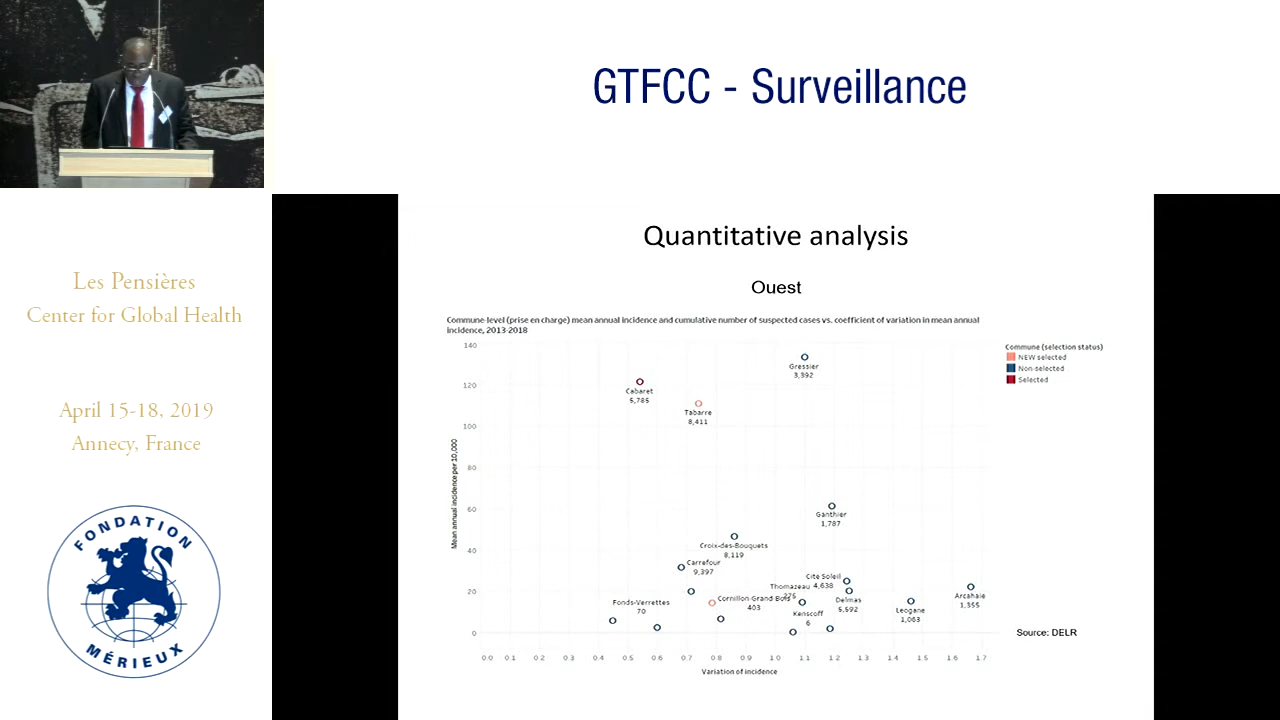 GTFCC - Surveillance
Les Pensières
Center for Global Health
April 15-18, 2019
Annecy, France
FONDATION
MÉRIEUX
Quantitative analysis
Ouest
Commune-level (prise en charge) mean annual incidence and cumulative number of suspected cases vs. coefficient of variation in mean annual
incidence, 2013-2018
Commune (selection status)
NEW selected
Non-selected
Selected
Mean annual incidence per 10,000
140
120
100
80
60
40
20
0
Gressier
3,392
Cabaret
5,785
Tabarre
8,411
Ganthier
1,787
Croix-des-Bouquets
8,119
Carrefour
9,397
Cite Soleil
4,638
Thomazeau
Cornillon Grand Bois
403
Fonds-Verrettes
70
Kenscoff
6
Delmas
5,592
Leogane
1,063
Arcahaie
1,355
0.0 0.1 0.2 0.3 0.4 0.5 0.6 0.7 0.8 0.9 1.0 1.1 1.2 1.3 1.4 1.5 1.6 1.7
Variation of incidence
Source: DELR